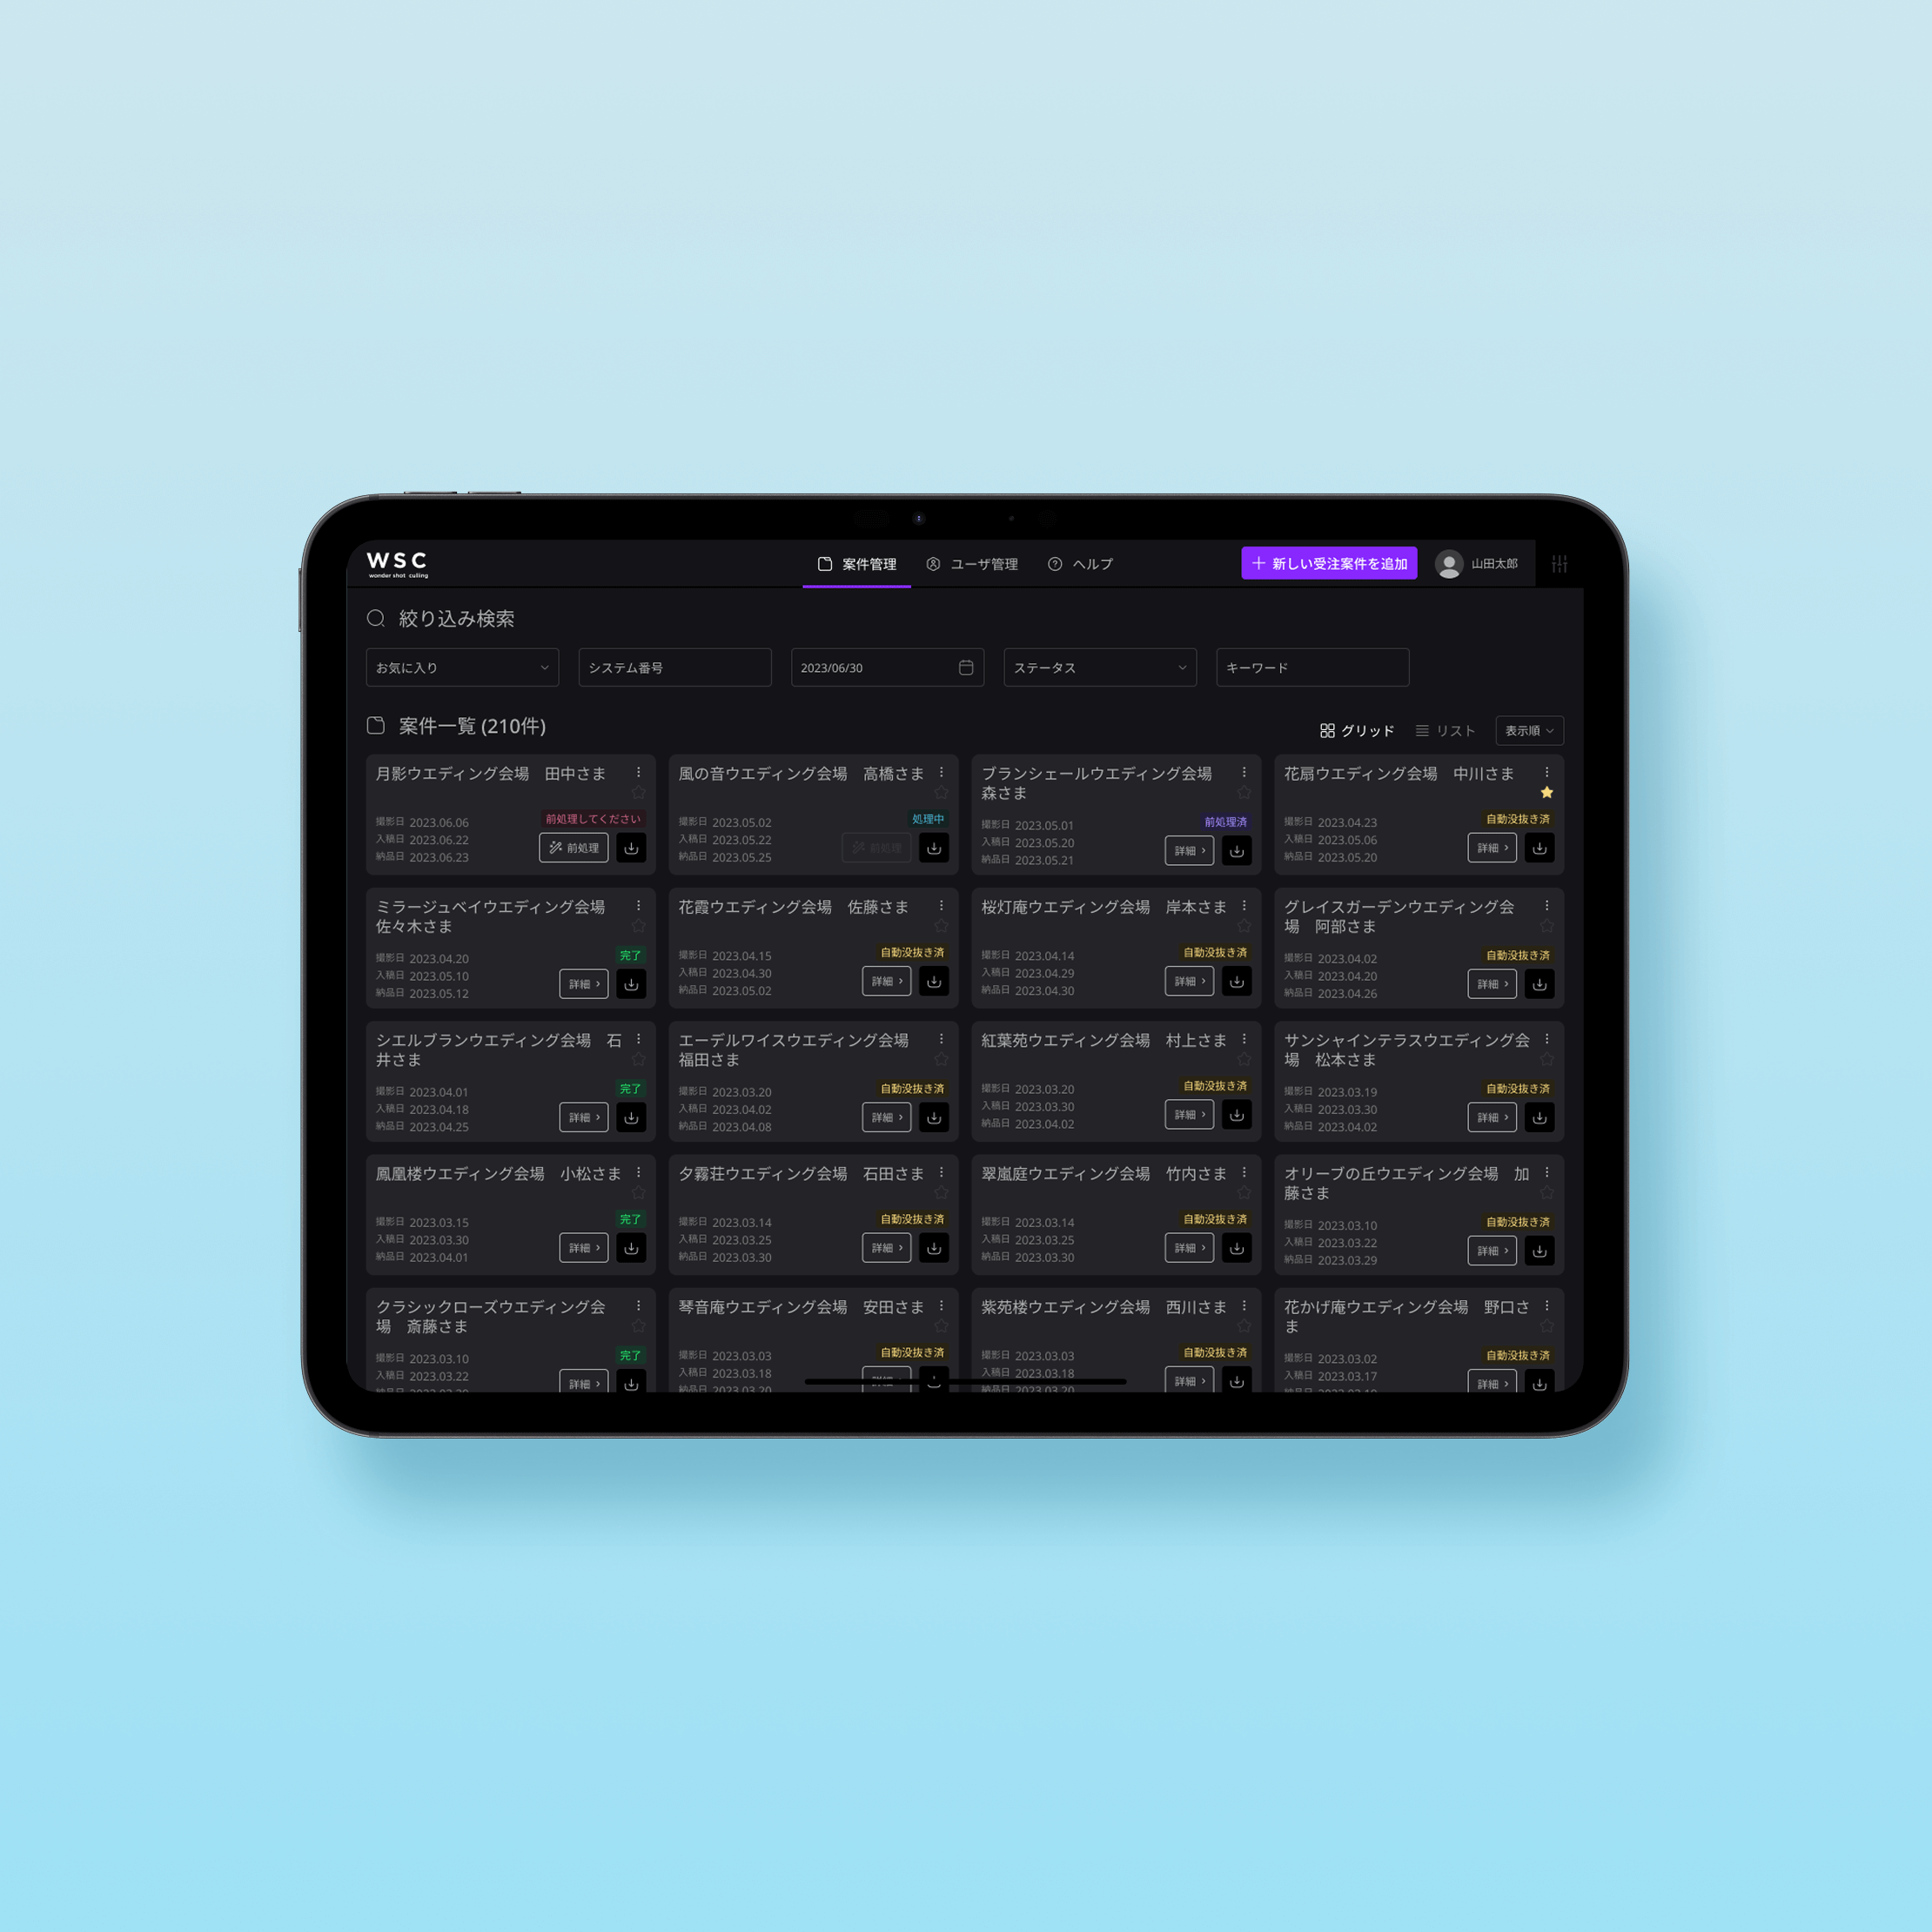 WSC
wonder shot culling
案件管理
ユーザ管理
ヘルプ
新しい受注案件を追加
山田太郎
絞り込み検索
お気に入り
システム番号
2023/06/30
ステータス
キーワード
案件一覧 (210件)
グリッド
リスト
表示順
月影ウエディング会場　田中さま
撮影日 2023.06.06
入稿日 2023.06.22
納品日 2023.06.23
前処理してください
前処理
風の音ウエディング会場　高橋さま
撮影日 2023.05.02
入稿日 2023.05.22
納品日 2023.05.25
処理中
前処理
ブランシェールウエディング会場
森さま
撮影日 2023.05.01
入稿日 2023.05.20
納品日 2023.05.21
前処理済
詳細
花扇ウエディング会場　中川さま
撮影日 2023.04.23
入稿日 2023.05.06
納品日 2023.05.20
自動没抜き済
詳細
ミラージュベイウエディング会場
佐々木さま
撮影日 2023.04.20
入稿日 2023.05.10
納品日 2023.05.12
完了
詳細
花霞ウエディング会場　佐藤さま
撮影日 2023.04.15
入稿日 2023.04.30
納品日 2023.05.02
自動没抜き済
詳細
桜灯庵ウエディング会場　岸本さま
撮影日 2023.04.14
入稿日 2023.04.29
納品日 2023.04.30
自動没抜き済
詳細
グレイスガーデンウエディング会
場　阿部さま
撮影日 2023.04.02
入稿日 2023.04.20
納品日 2023.04.26
自動没抜き済
詳細
シエルブランウエディング会場　石
井さま
撮影日 2023.04.01
入稿日 2023.04.18
納品日 2023.04.25
完了
詳細
エーデルワイスウエディング会場
福田さま
撮影日 2023.03.20
入稿日 2023.04.02
納品日 2023.04.08
自動没抜き済
詳細
紅葉苑ウエディング会場　村上さま
撮影日 2023.03.20
入稿日 2023.03.30
納品日 2023.04.02
自動没抜き済
詳細
サンシャインテラスウエディング会
場　松本さま
撮影日 2023.03.19
入稿日 2023.03.30
納品日 2023.04.02
自動没抜き済
詳細
鳳凰楼ウエディング会場　小松さま
撮影日 2023.03.15
入稿日 2023.03.30
納品日 2023.04.01
完了
詳細
夕霧荘ウエディング会場　石田さま
撮影日 2023.03.14
入稿日 2023.03.25
納品日 2023.03.30
自動没抜き済
詳細
翠嵐庭ウエディング会場　竹内さま
撮影日 2023.03.14
入稿日 2023.03.25
納品日 2023.03.30
自動没抜き済
詳細
オリーブの丘ウエディング会場　加
藤さま
撮影日 2023.03.10
入稿日 2023.03.22
納品日 2023.03.29
自動没抜き済
詳細
クラシックローズウエディング会
場　斎藤さま
撮影日 2023.03.10
入稿日 2023.03.22
完了
詳細
琴音庵ウエディング会場　安田さま
撮影日 2023.03.03
入稿日 2023.03.18
納品日 2023.03.20
自動没抜き済
詳細
紫苑楼ウエディング会場　西川さま
撮影日 2023.03.03
入稿日 2023.03.18
納品日 2023.03.20
自動没抜き済
詳細
花かげ庵ウエディング会場　野口さ
ま
撮影日 2023.03.02
入稿日 2023.03.17
自動没抜き済
詳細